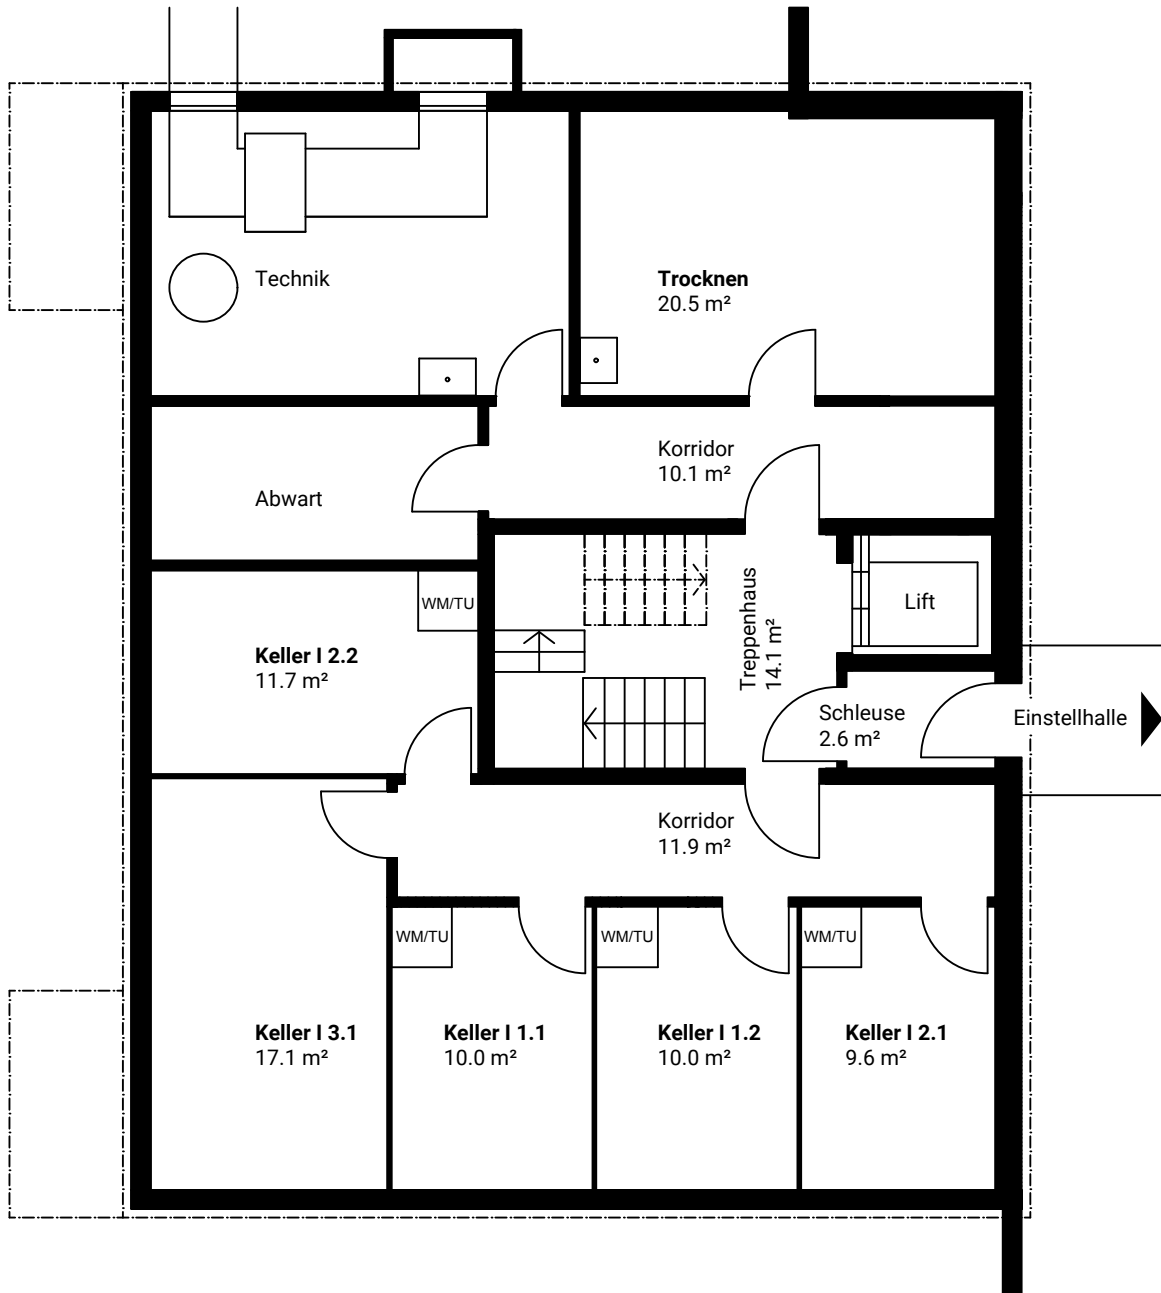 Technik
Trocknen
20.5 m²
Korridor
10.1 m²
Abwart
WM/TU
Keller I 2.2
11.7 m²
Treppenhaus
14.1 m²
Lift
Schleuse
2.6 m²
Einstellhalle
Korridor
11.9 m²
WM/TU
WM/TU
WM/TU
Keller I 3.1
17.1 m²
Keller I 1.1
10.0 m²
Keller I 1.2
10.0 m²
Keller I 2.1
9.6 m²